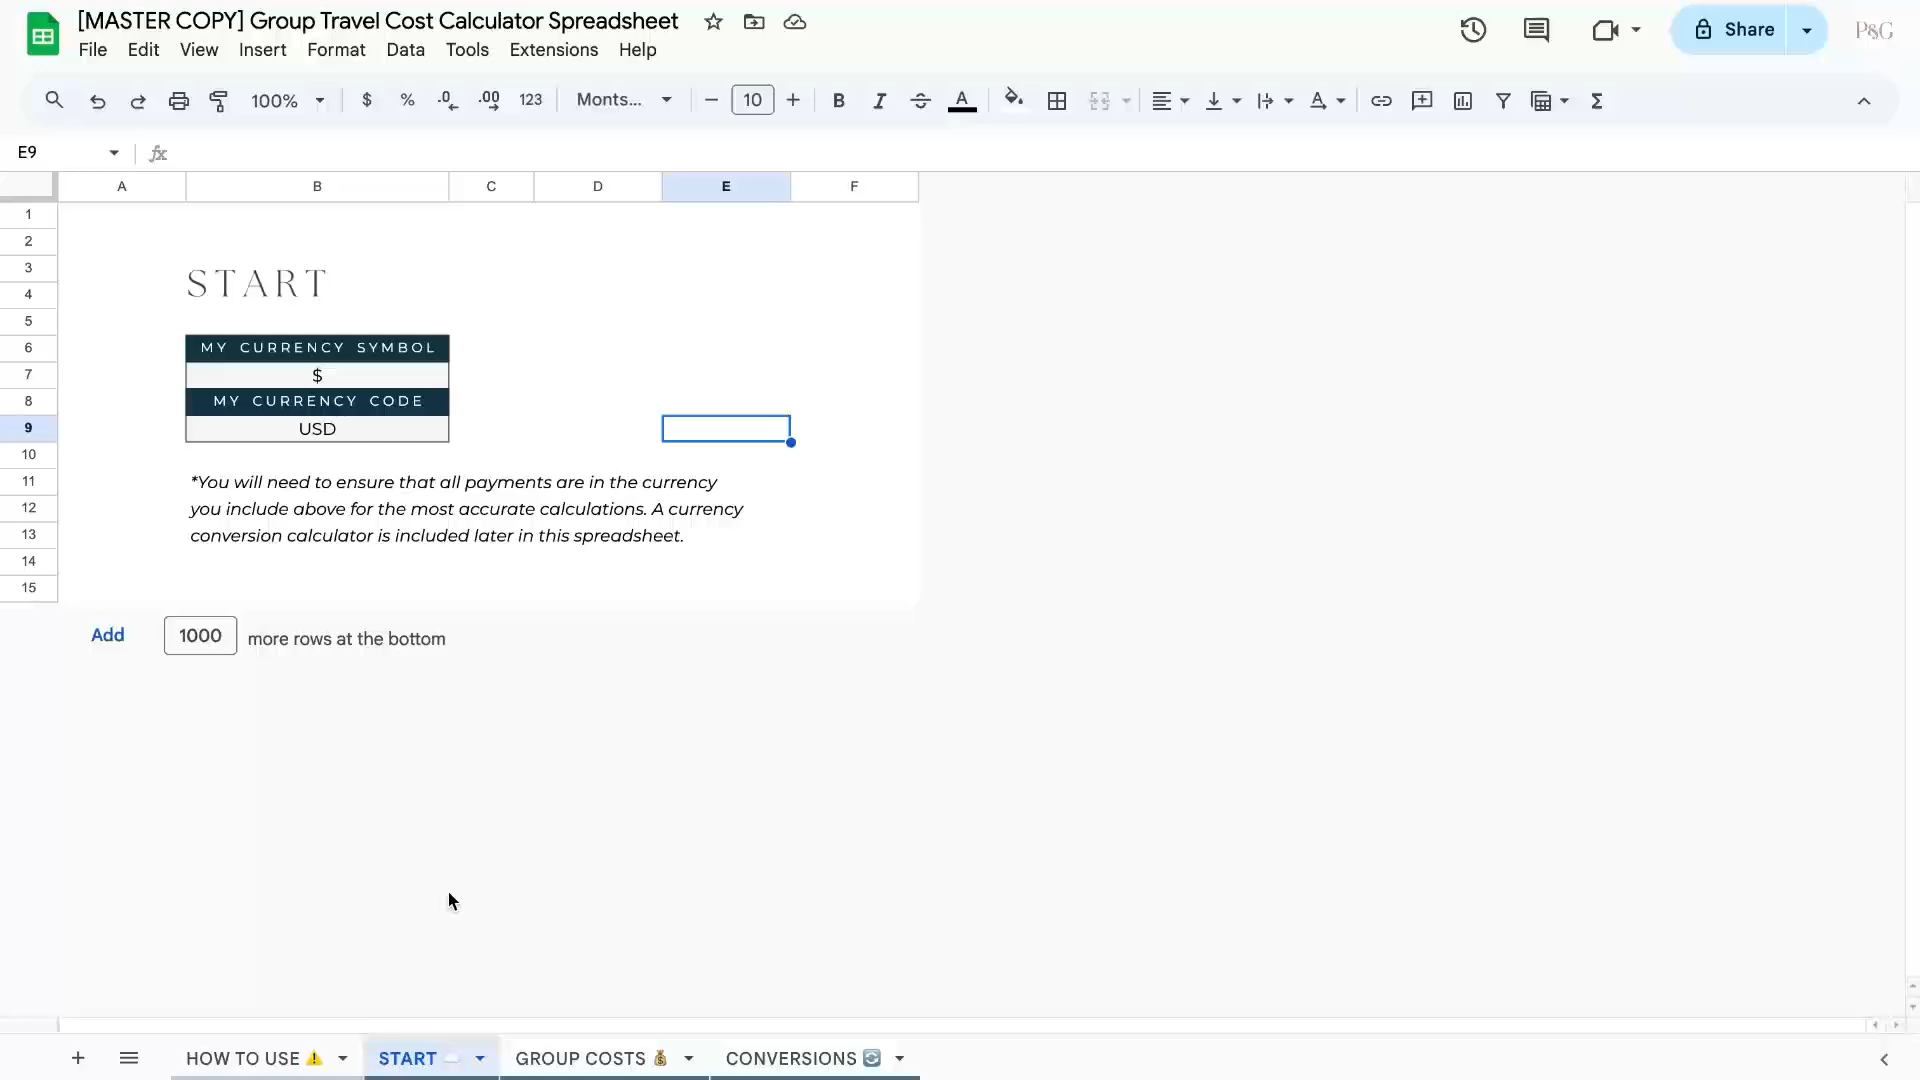 [MASTER COPY] Group Travel Cost Calculator Spreadsheet
File Edit View Insert Format Data Tools Extensions Help
Share
P&G
100% $ % .0 .00 123 Monts... 10 B I S A A Σ
E9 fx
A B C D E F
1
2
3
START
4
5
6 MY CURRENCY SYMBOL
7 $
8 MY CURRENCY CODE
9 USD
10
11 *You will need to ensure that all payments are in the currency
12 you include above for the most accurate calculations. A currency
13 conversion calculator is included later in this spreadsheet.
14
15
Add 1000 more rows at the bottom
HOW TO USE ⚠️ START GROUP COSTS 💰 CONVERSIONS 🔄